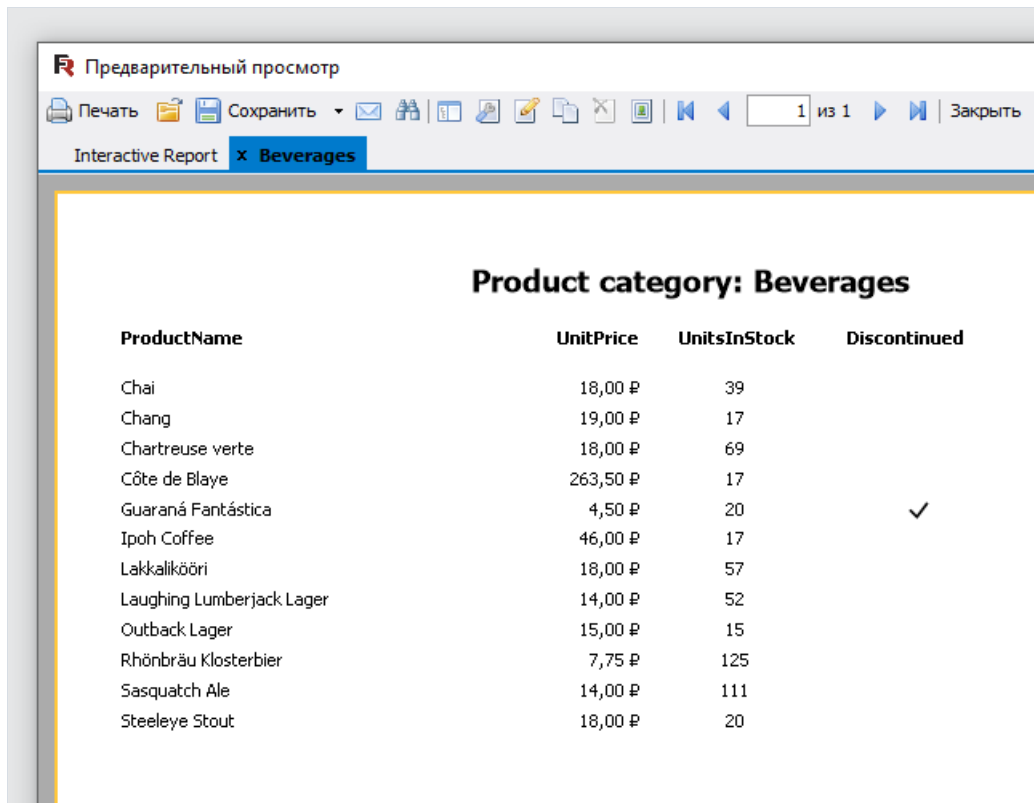 Предварительный просмотр
Печать Сохранить 1 из 1 Закрыть
Interactive Report x Beverages
Product category: Beverages
ProductName UnitPrice UnitsInStock Discontinued
Chai 18,00 ₽ 39
Chang 19,00 ₽ 17
Chartreuse verte 18,00 ₽ 69
Côte de Blaye 263,50 ₽ 17
Guaraná Fantástica 4,50 ₽ 20 ✓
Ipoh Coffee 46,00 ₽ 17
Lakkalikööri 18,00 ₽ 57
Laughing Lumberjack Lager 14,00 ₽ 52
Outback Lager 15,00 ₽ 15
Rhönbräu Klosterbier 7,75 ₽ 125
Sasquatch Ale 14,00 ₽ 111
Steeleye Stout 18,00 ₽ 20